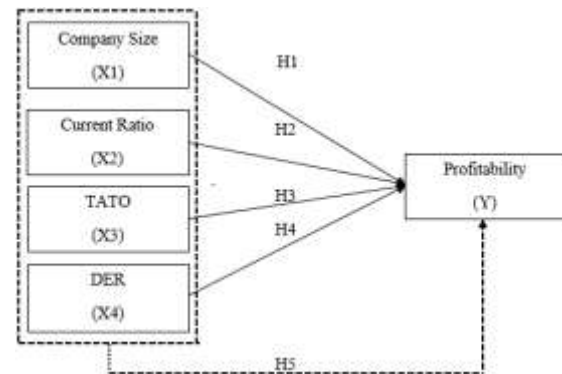 Company Size
(X1)
H1
Current Ratio
(X2)
H2
TATO
(X3)
H3
DER
(X4)
H4
Profitability
(Y)
H5